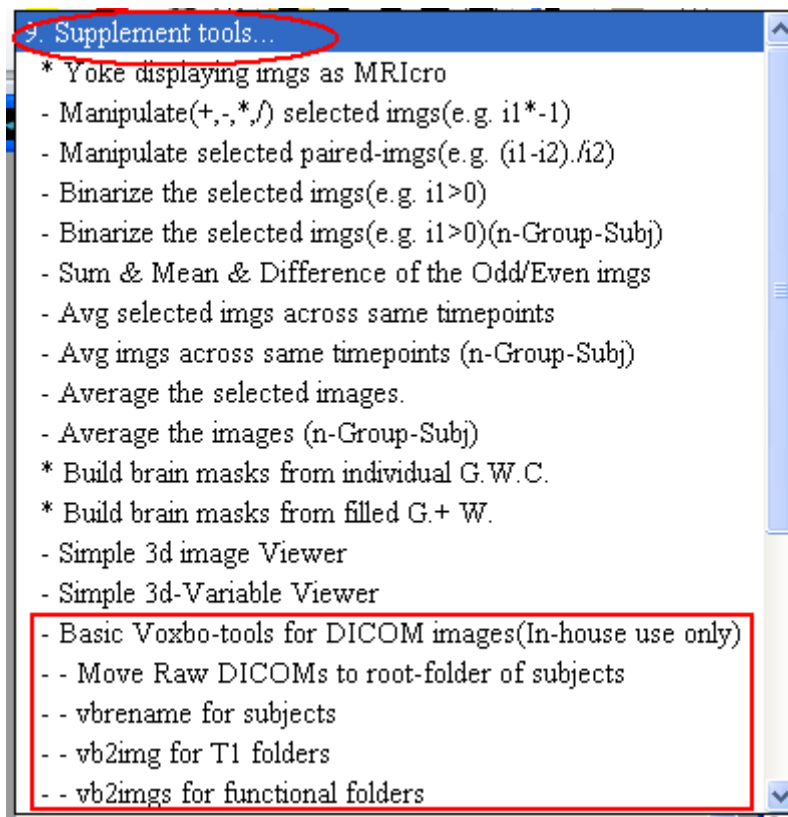 9. Supplement tools...
* Yoke displaying imgs as MRIcro
- Manipulate(+,-,*,/) selected imgs(e.g. i1*-1)
- Manipulate selected paired-imgs(e.g. (i1-i2)./i2)
- Binarize the selected imgs(e.g. i1>0)
- Binarize the selected imgs(e.g. i1>0)(n-Group-Subj)
- Sum & Mean & Difference of the Odd/Even imgs
- Avg selected imgs across same timepoints
- Avg imgs across same timepoints (n-Group-Subj)
- Average the selected images.
- Average the images (n-Group-Subj)
* Build brain masks from individual G.W.C.
* Build brain masks from filled G.+ W.
- Simple 3d image Viewer
- Simple 3d-Variable Viewer
- Basic Voxbo-tools for DICOM images(In-house use only)
- - Move Raw DICOMs to root-folder of subjects
- - vbrename for subjects
- - vb2img for T1 folders
- - vb2imgs for functional folders